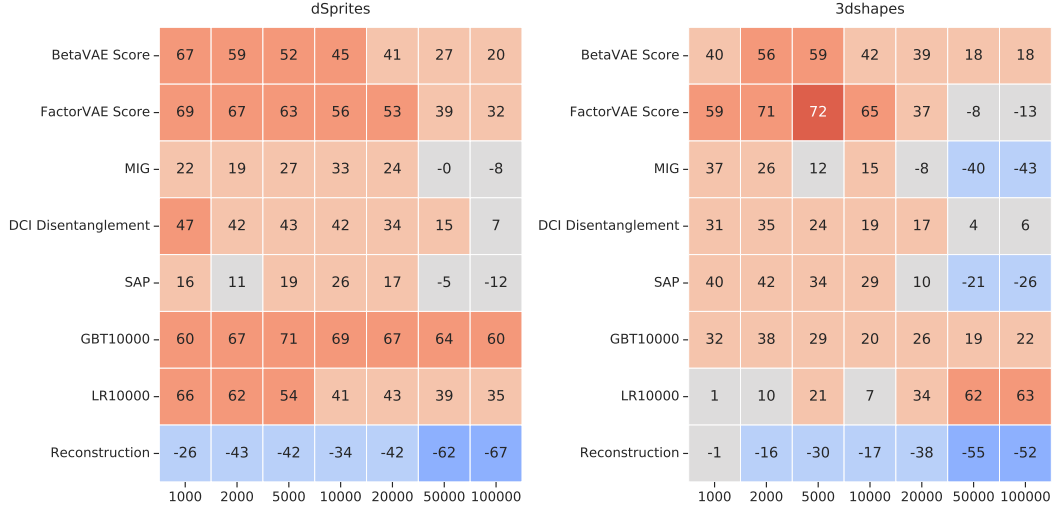 dSprites
BetaVAE Score 67 59 52 45 41 27 20
FactorVAE Score 69 67 63 56 53 39 32
MIG 22 19 27 33 24 -0 -8
DCI Disentanglement 47 42 43 42 34 15 7
SAP 16 11 19 26 17 -5 -12
GBT10000 60 67 71 69 67 64 60
LR10000 66 62 54 41 43 39 35
Reconstruction -26 -43 -42 -34 -42 -62 -67
1000 2000 5000 10000 20000 50000 100000
3dshapes
BetaVAE Score 40 56 59 42 39 18 18
FactorVAE Score 59 71 72 65 37 -8 -13
MIG 37 26 12 15 -8 -40 -43
DCI Disentanglement 31 35 24 19 17 4 6
SAP 40 42 34 29 10 -21 -26
GBT10000 32 38 29 20 26 19 22
LR10000 1 10 21 7 34 62 63
Reconstruction -1 -16 -30 -17 -38 -55 -52
1000 2000 5000 10000 20000 50000 100000